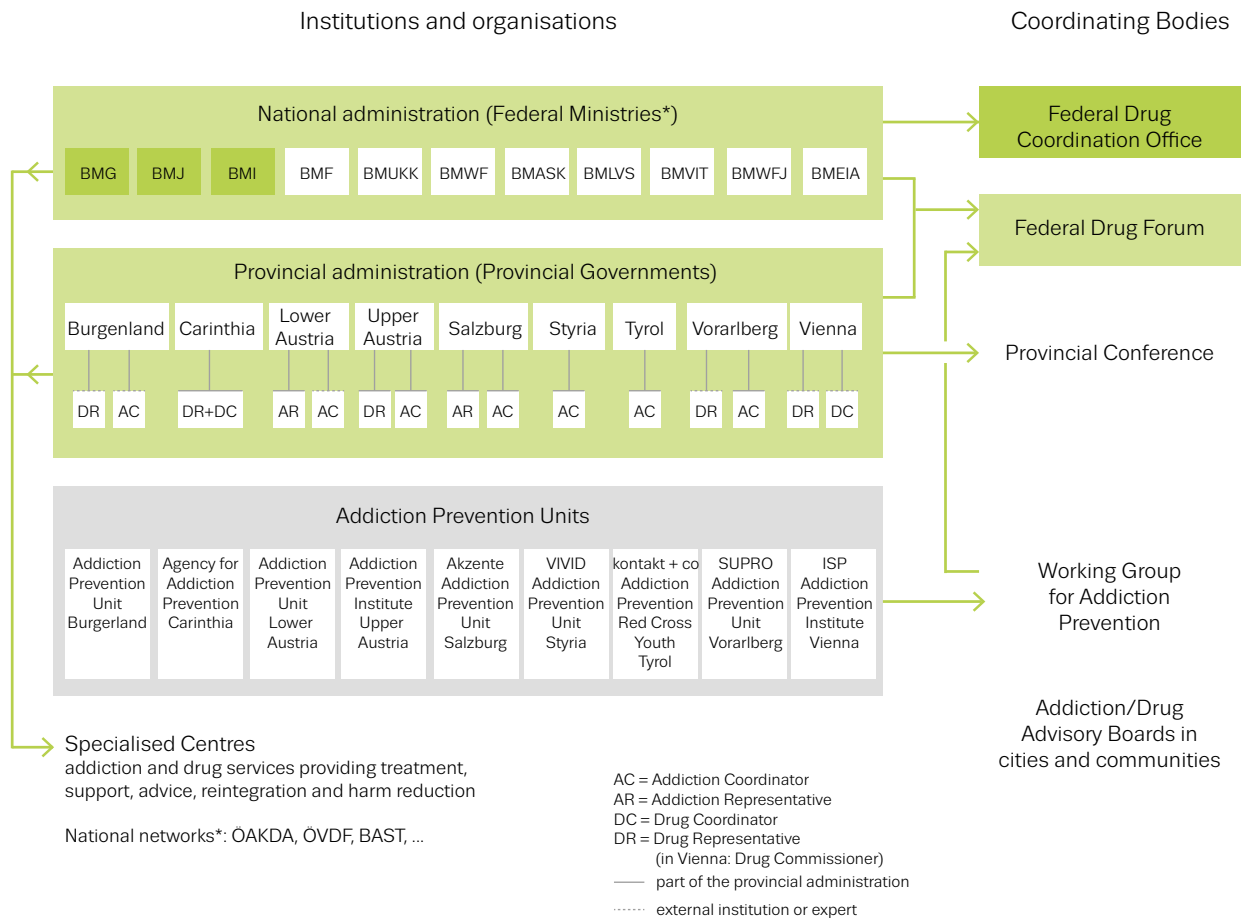 Institutions and organisations
Coordinating Bodies
National administration (Federal Ministries*)
BMG
BMJ
BMI
BMF
BMUKK
BMWF
BMASK
BMLVS
BMVIT
BMWFJ
BMEIA
Federal Drug
Coordination Office
Federal Drug Forum
Provincial administration (Provincial Governments)
Burgenland
Carinthia
Lower
Austria
Upper
Austria
Salzburg
Styria
Tyrol
Vorarlberg
Vienna
DR
AC
DR+DC
AR
AC
DR
AC
AR
AC
AC
AC
DR
AC
DR
DC
Provincial Conference
Addiction Prevention Units
Addiction
Prevention
Unit
Burgerland
Agency for
Addiction
Prevention
Carinthia
Addiction
Prevention
Unit
Lower
Austria
Addiction
Prevention
Institute
Upper
Austria
Akzente
Addiction
Prevention
Unit
Salzburg
VIVID
Addiction
Prevention
Unit
Styria
kontakt + co
Addiction
Prevention
Red Cross
Youth
Tyrol
SUPRO
Addiction
Prevention
Unit
Vorarlberg
ISP
Addiction
Prevention
Institute
Vienna
Working Group
for Addiction
Prevention
Addiction/Drug
Advisory Boards in
cities and communities
Specialised Centres
addiction and drug services providing treatment,
support, advice, reintegration and harm reduction
National networks*: ÖAKDA, ÖVDF, BAST, ...
AC = Addiction Coordinator
AR = Addiction Representative
DC = Drug Coordinator
DR = Drug Representative
(in Vienna: Drug Commissioner)
part of the provincial administration
external institution or expert